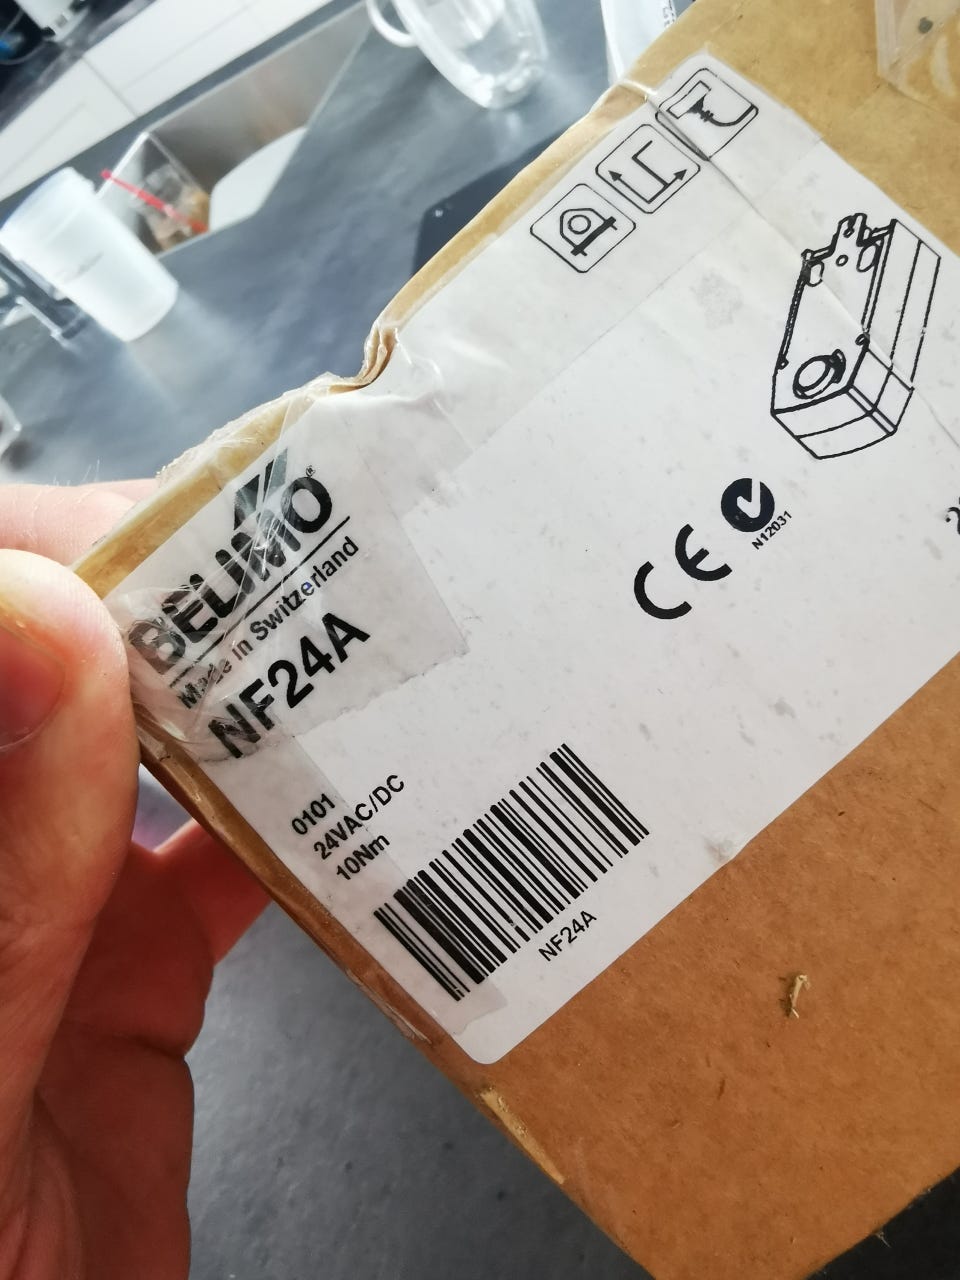 BELIMO®
Made in Switzerland
NF24A
0101
24VAC/DC
10Nm
NF24A
CE
N12031